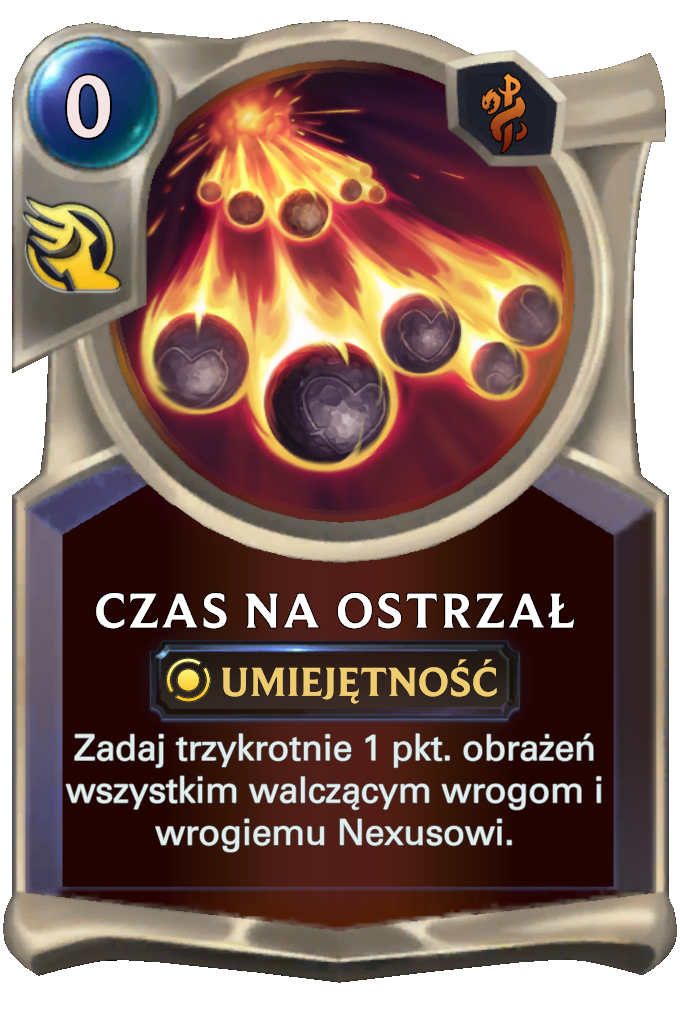 0
CZAS NA OSTRZAŁ
UMIEJĘTNOŚĆ
Zadaj trzykrotnie 1 pkt. obrażeń
wszystkim walczącym wrogom i
wrogiemu Nexusowi.